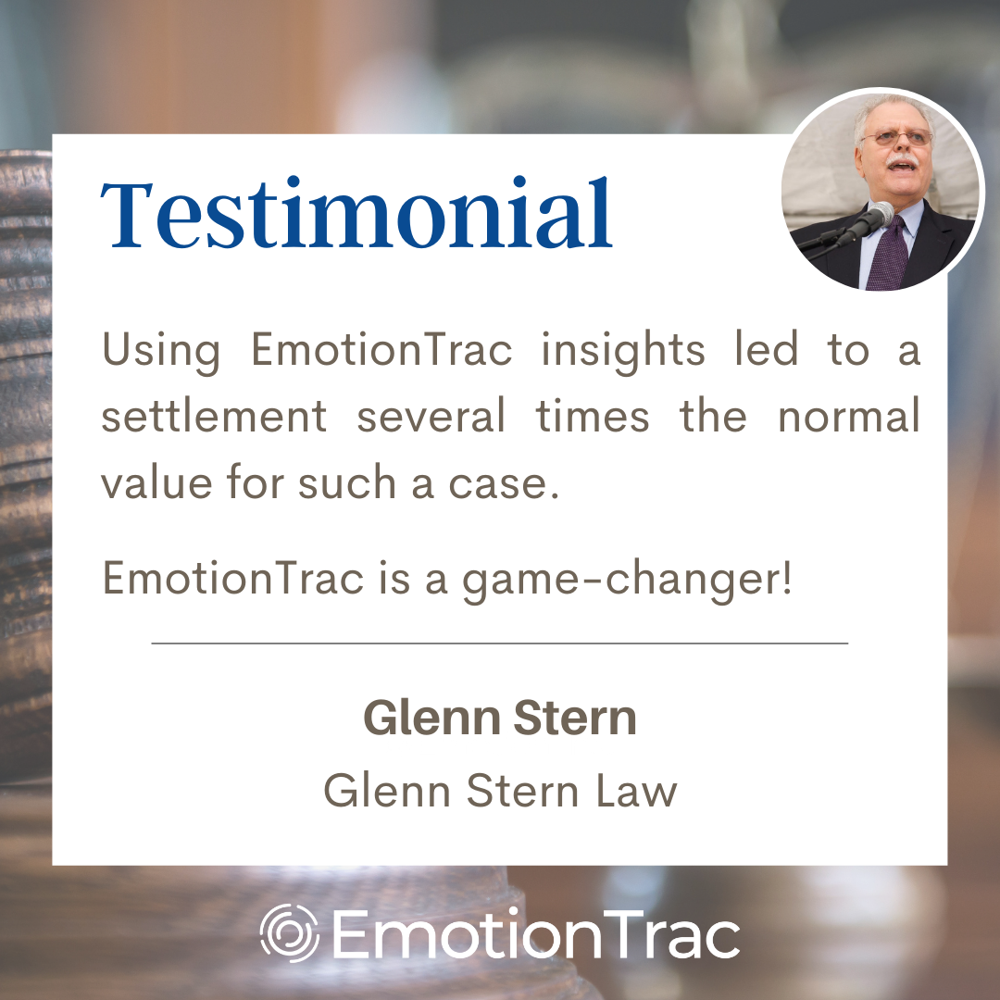 Testimonial
Using EmotionTrac insights led to a
settlement several times the normal
value for such a case.
EmotionTrac is a game-changer!
Glenn Stern
Glenn Stern Law
EmotionTrac